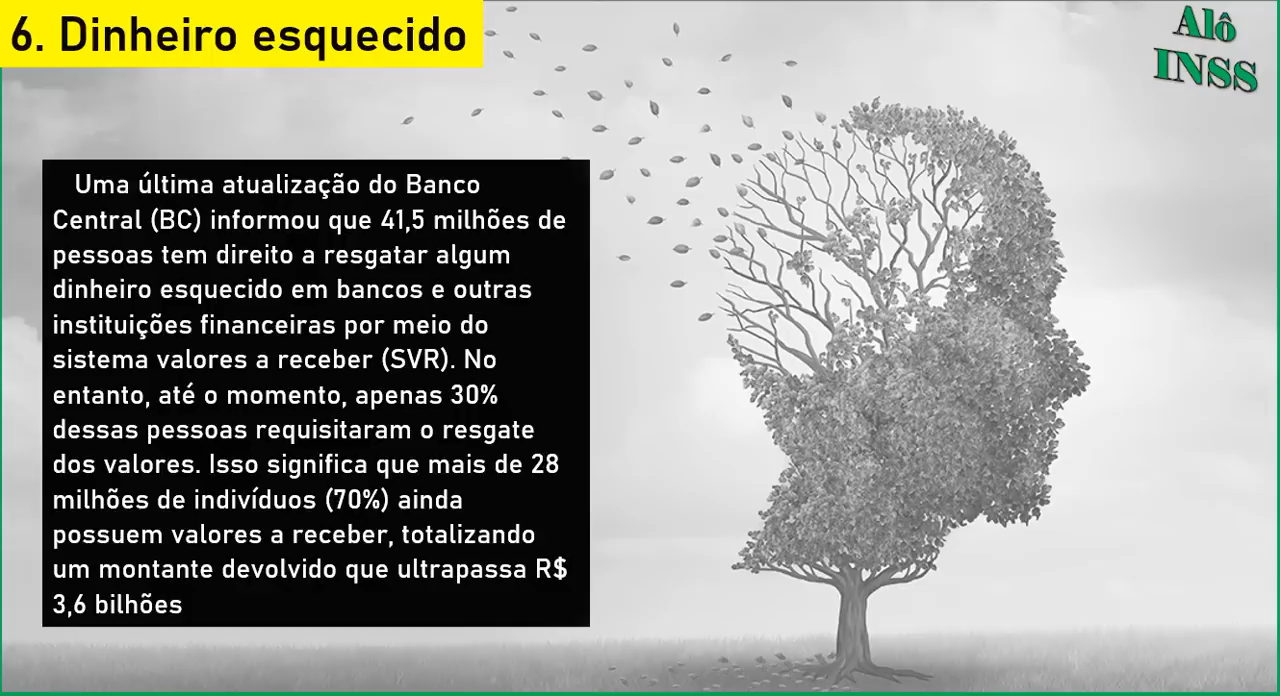 6. Dinheiro esquecido
Alô
INSS
Uma última atualização do Banco
Central (BC) informou que 41,5 milhões de
pessoas tem direito a resgatar algum
dinheiro esquecido em bancos e outras
instituições financeiras por meio do
sistema valores a receber (SVR). No
entanto, até o momento, apenas 30%
dessas pessoas requisitaram o resgate
dos valores. Isso significa que mais de 28
milhões de indivíduos (70%) ainda
possuem valores a receber, totalizando
um montante devolvido que ultrapassa R$
3,6 bilhões